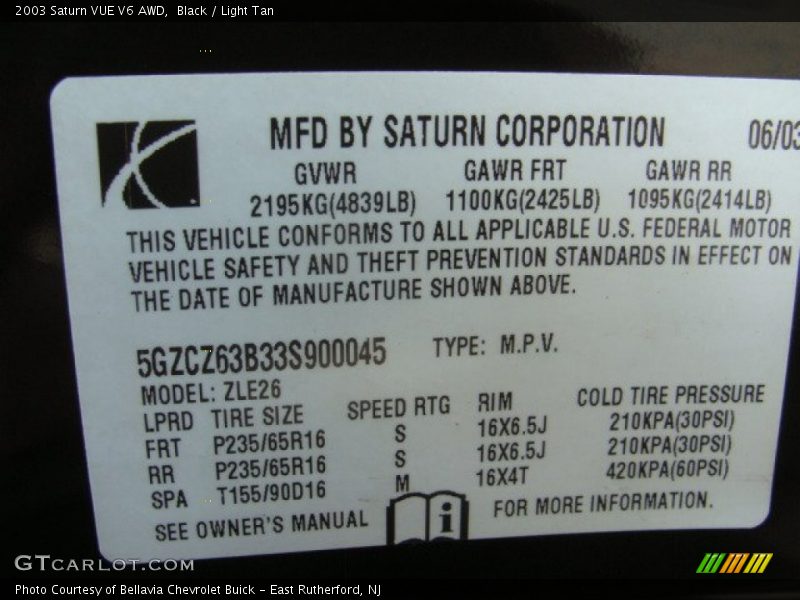 2003 Saturn VUE V6 AWD, Black / Light Tan
MFD BY SATURN CORPORATION 06/03
GVWR GAWR FRT GAWR RR
2195KG(4839LB) 1100KG(2425LB) 1095KG(2414LB)
THIS VEHICLE CONFORMS TO ALL APPLICABLE U.S. FEDERAL MOTOR
VEHICLE SAFETY AND THEFT PREVENTION STANDARDS IN EFFECT ON
THE DATE OF MANUFACTURE SHOWN ABOVE.
5GZCZ63B33S900045 TYPE: M.P.V.
MODEL: ZLE26
LPRD TIRE SIZE SPEED RTG RIM COLD TIRE PRESSURE
FRT P235/65R16 S 16X6.5J 210KPA(30PSI)
RR P235/65R16 S 16X6.5J 210KPA(30PSI)
SPA T155/90D16 M 16X4T 420KPA(60PSI)
SEE OWNER'S MANUAL i FOR MORE INFORMATION.
GTCARLOT.COM
Photo Courtesy of Bellavia Chevrolet Buick - East Rutherford, NJ